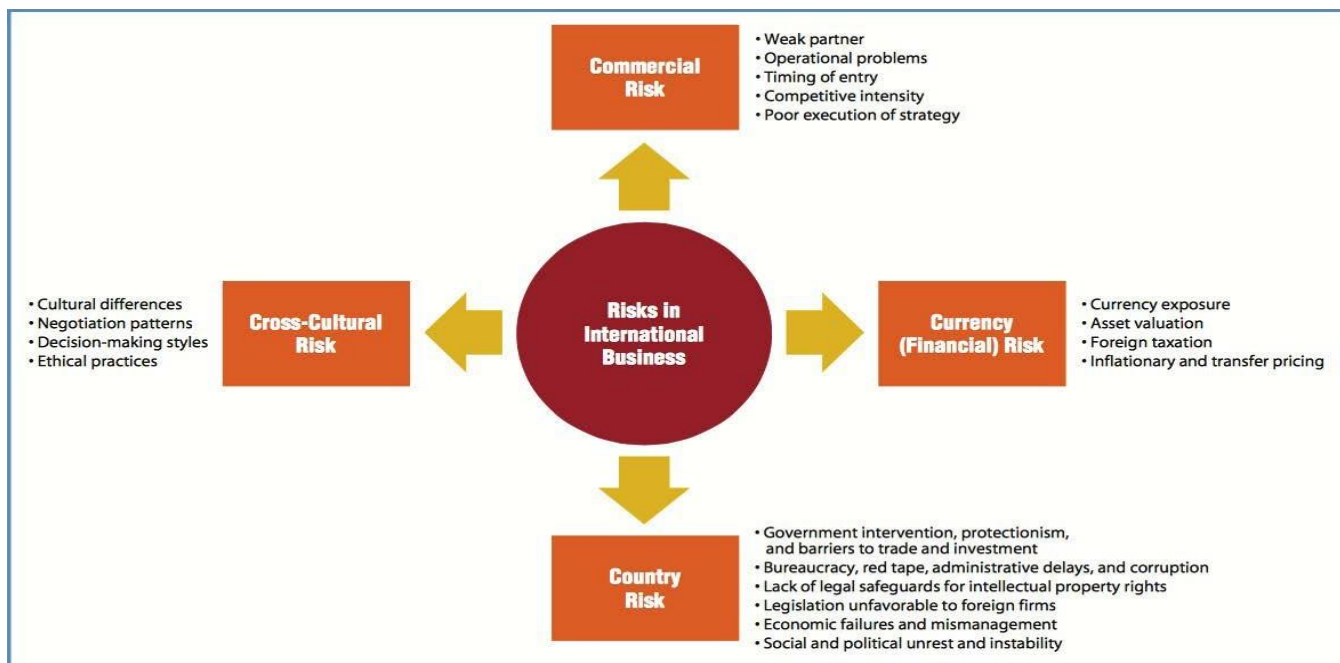 Commercial
Risk
• Weak partner
• Operational problems
• Timing of entry
• Competitive intensity
• Poor execution of strategy
• Cultural differences
• Negotiation patterns
• Decision-making styles
• Ethical practices
Cross-Cultural
Risk
Risks in
International
Business
Currency
(Financial) Risk
• Currency exposure
• Asset valuation
• Foreign taxation
• Inflationary and transfer pricing
Country
Risk
• Government intervention, protectionism,
and barriers to trade and investment
• Bureaucracy, red tape, administrative delays, and corruption
• Lack of legal safeguards for intellectual property rights
• Legislation unfavorable to foreign firms
• Economic failures and mismanagement
• Social and political unrest and instability